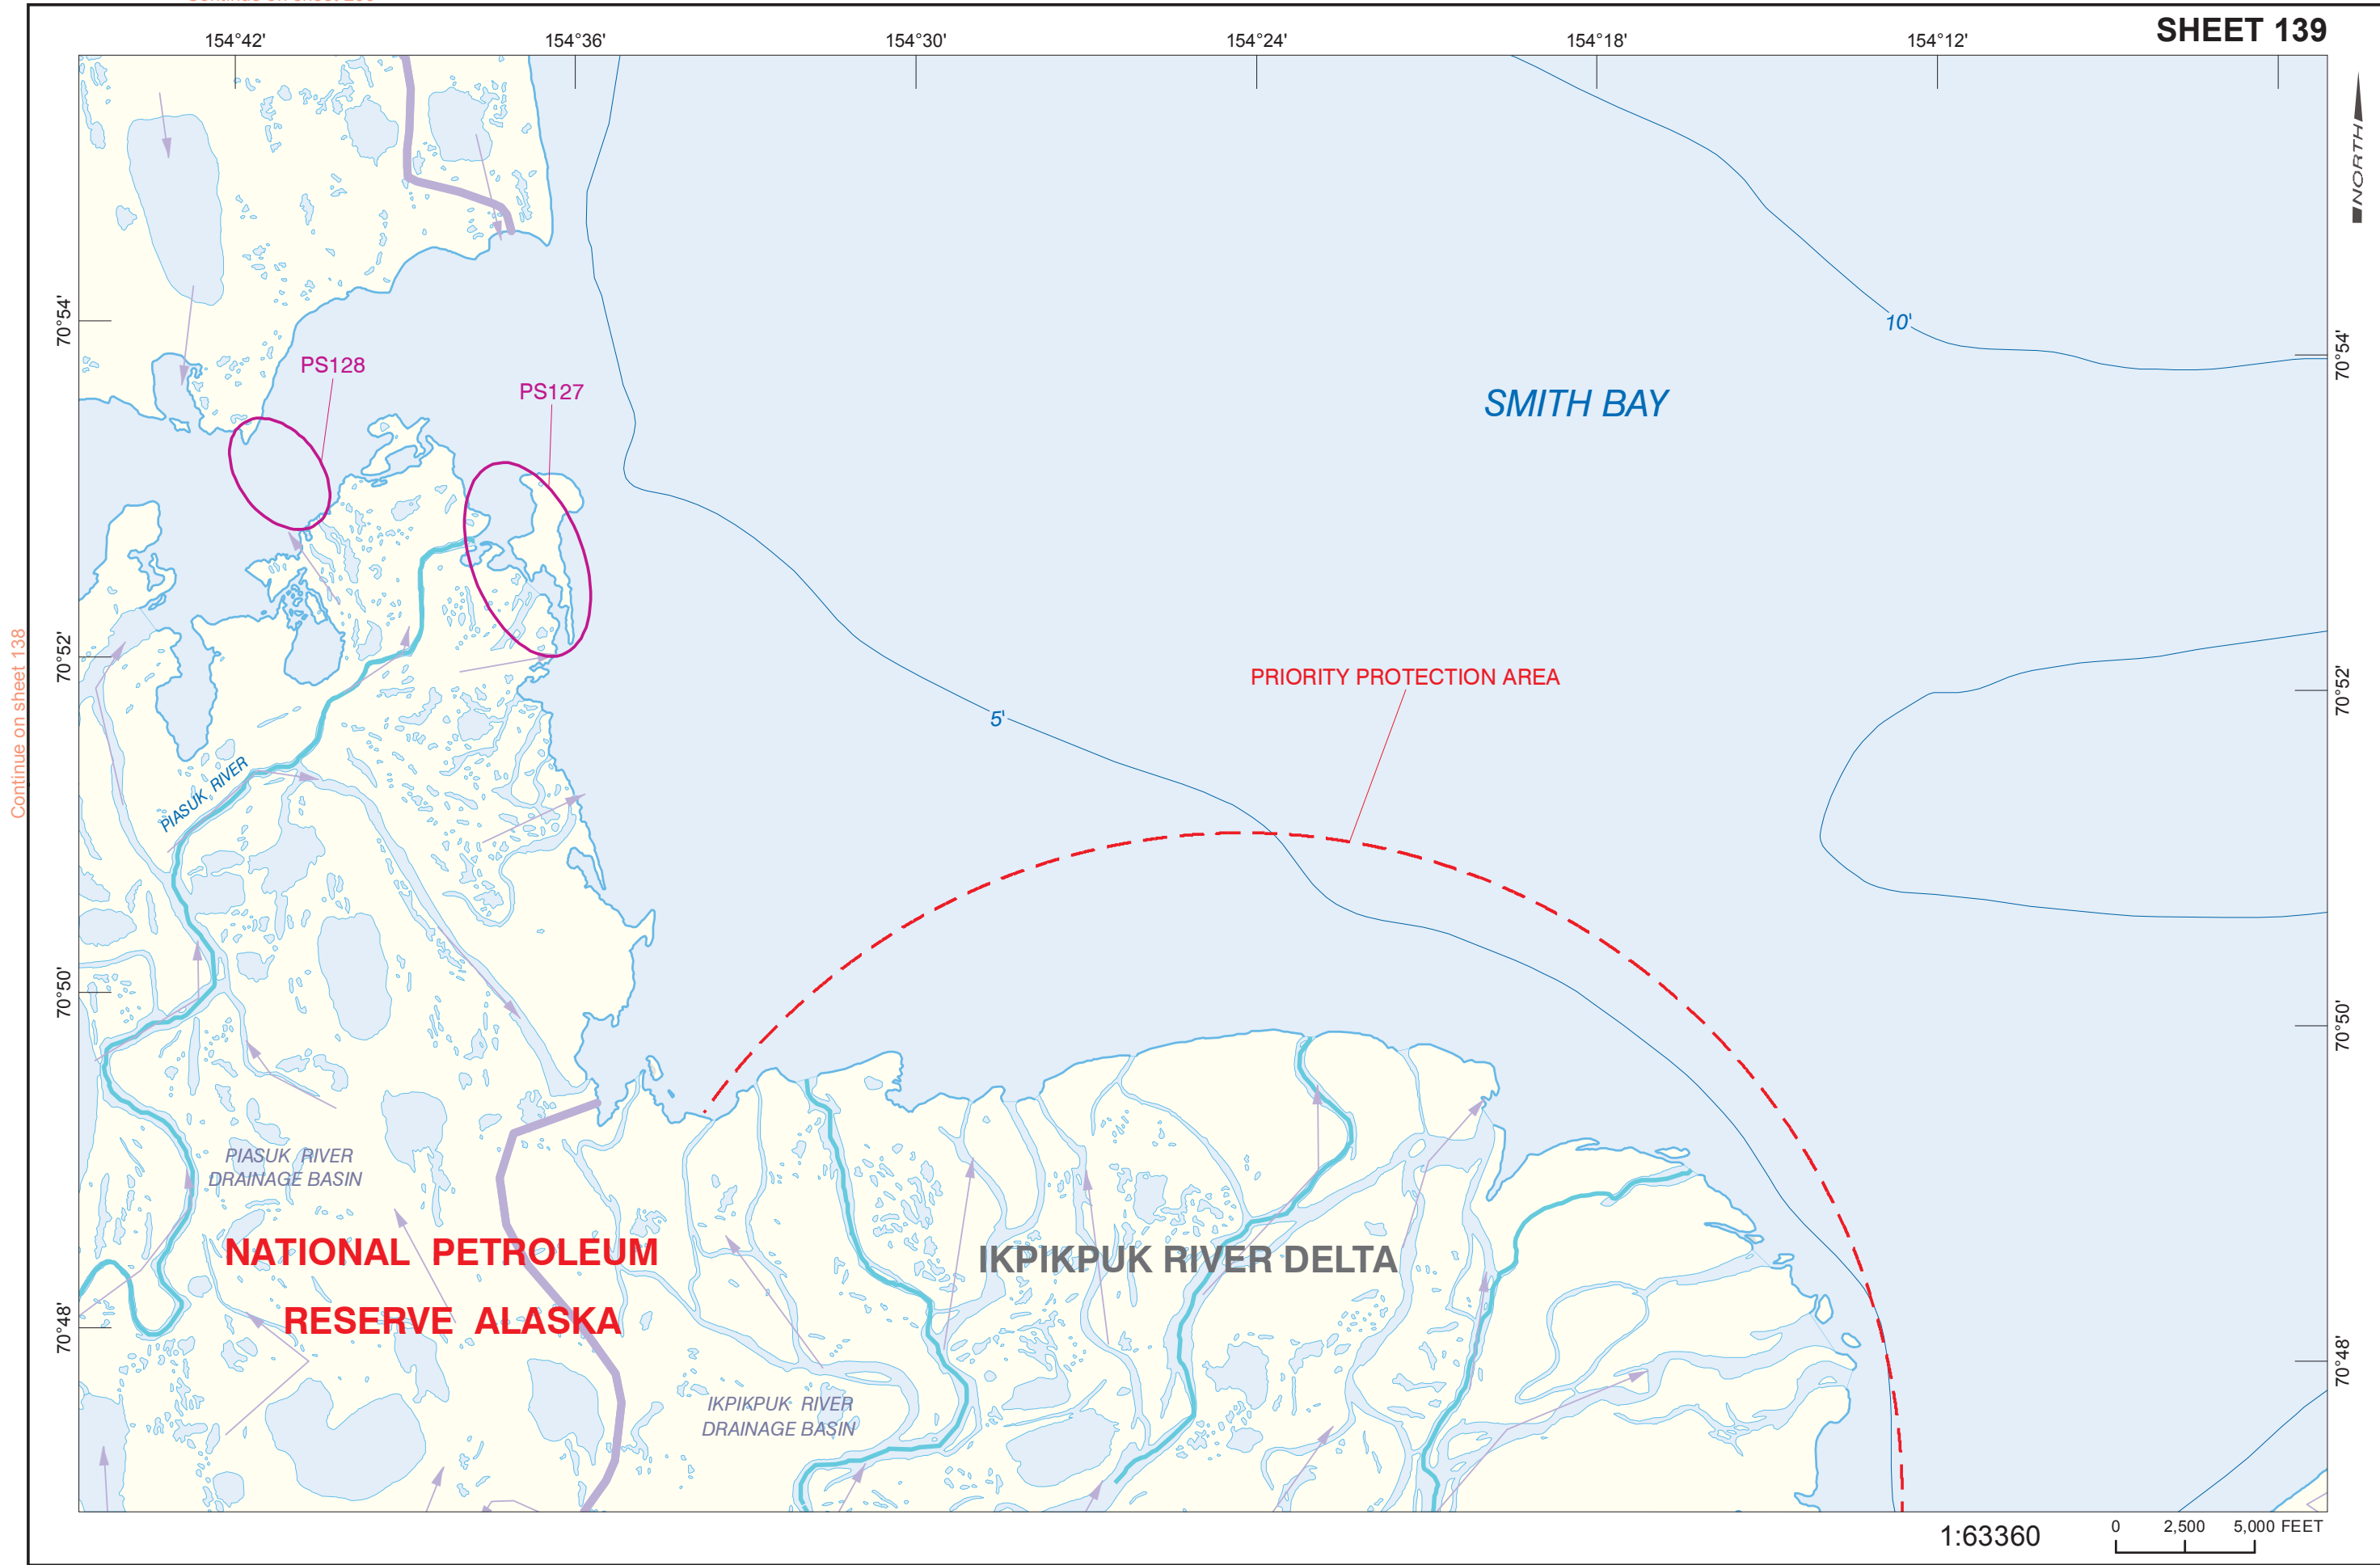 SHEET 139
154°42'
154°36'
154°30'
154°24'
154°18'
154°12'
NORTH
70°54'
70°54'
10'
PS128
PS127
SMITH BAY
Continue on sheet 138
70°52'
70°52'
PRIORITY PROTECTION AREA
5'
PIASUK RIVER
70°50'
70°50'
PIASUK RIVER
DRAINAGE BASIN
NATIONAL PETROLEUM
RESERVE ALASKA
IKPIKPUK RIVER DELTA
70°48'
70°48'
IKPIKPUK RIVER
DRAINAGE BASIN
1:63360
0 2,500 5,000 FEET